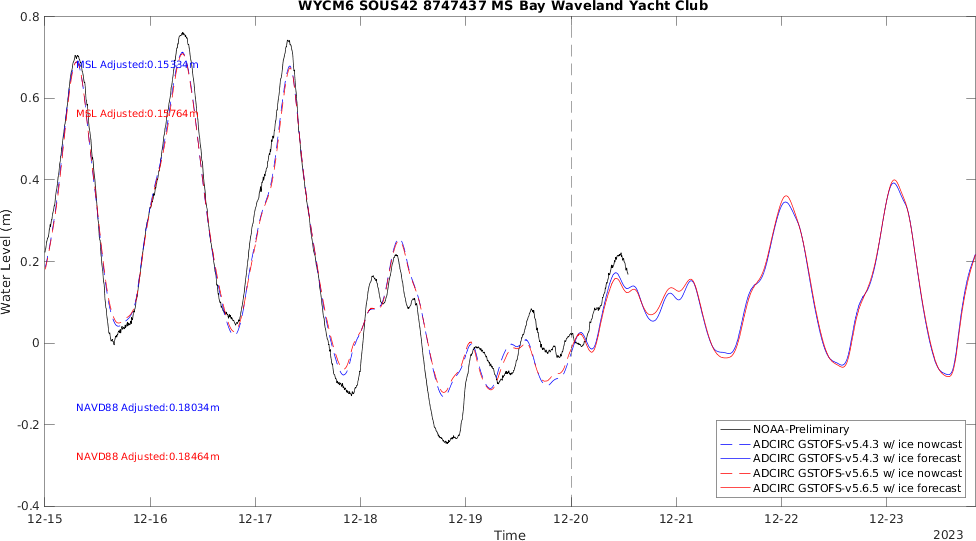 WYCM6 SOUS42 8747437 MS Bay Waveland Yacht Club
Water Level (m)
0.8
0.6
0.4
0.2
0
-0.2
-0.4
MSL Adjusted:0.15334m
MSL Adjusted:0.15764m
NAVD88 Adjusted:0.18034m
NAVD88 Adjusted:0.18464m
NOAA-Preliminary
ADCIRC GSTOFS-v5.4.3 w/ ice nowcast
ADCIRC GSTOFS-v5.4.3 w/ ice forecast
ADCIRC GSTOFS-v5.6.5 w/ ice nowcast
ADCIRC GSTOFS-v5.6.5 w/ ice forecast
12-15 12-16 12-17 12-18 12-19 12-20 12-21 12-22 12-23
Time
2023